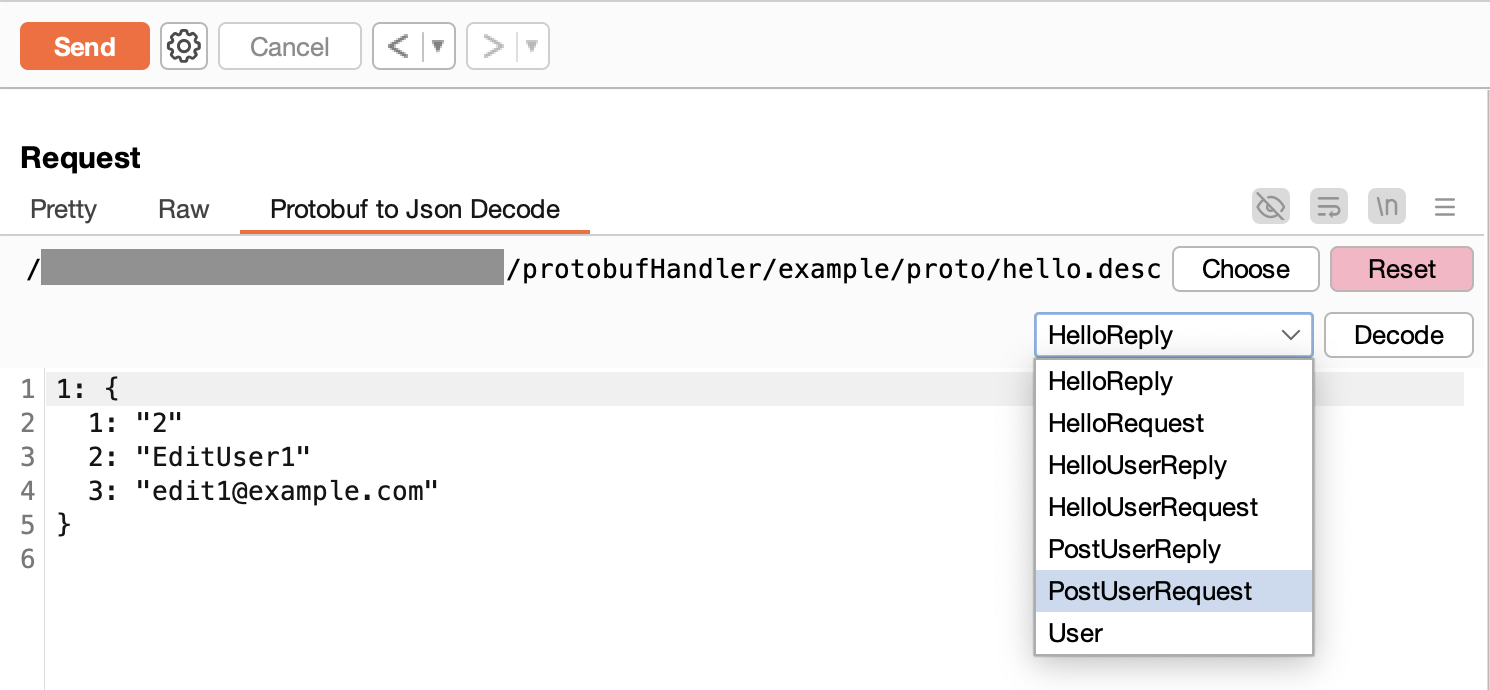 Send Cancel < ▼ > ▼
Request
Pretty Raw Protobuf to Json Decode \n
/ /protobufHandler/example/proto/hello.desc Choose Reset
HelloReply Decode
HelloReply
HelloRequest
HelloUserReply
HelloUserRequest
PostUserReply
PostUserRequest
User
1 1: {
2 1: "2"
3 2: "EditUser1"
4 3: "edit1@example.com"
5 }
6